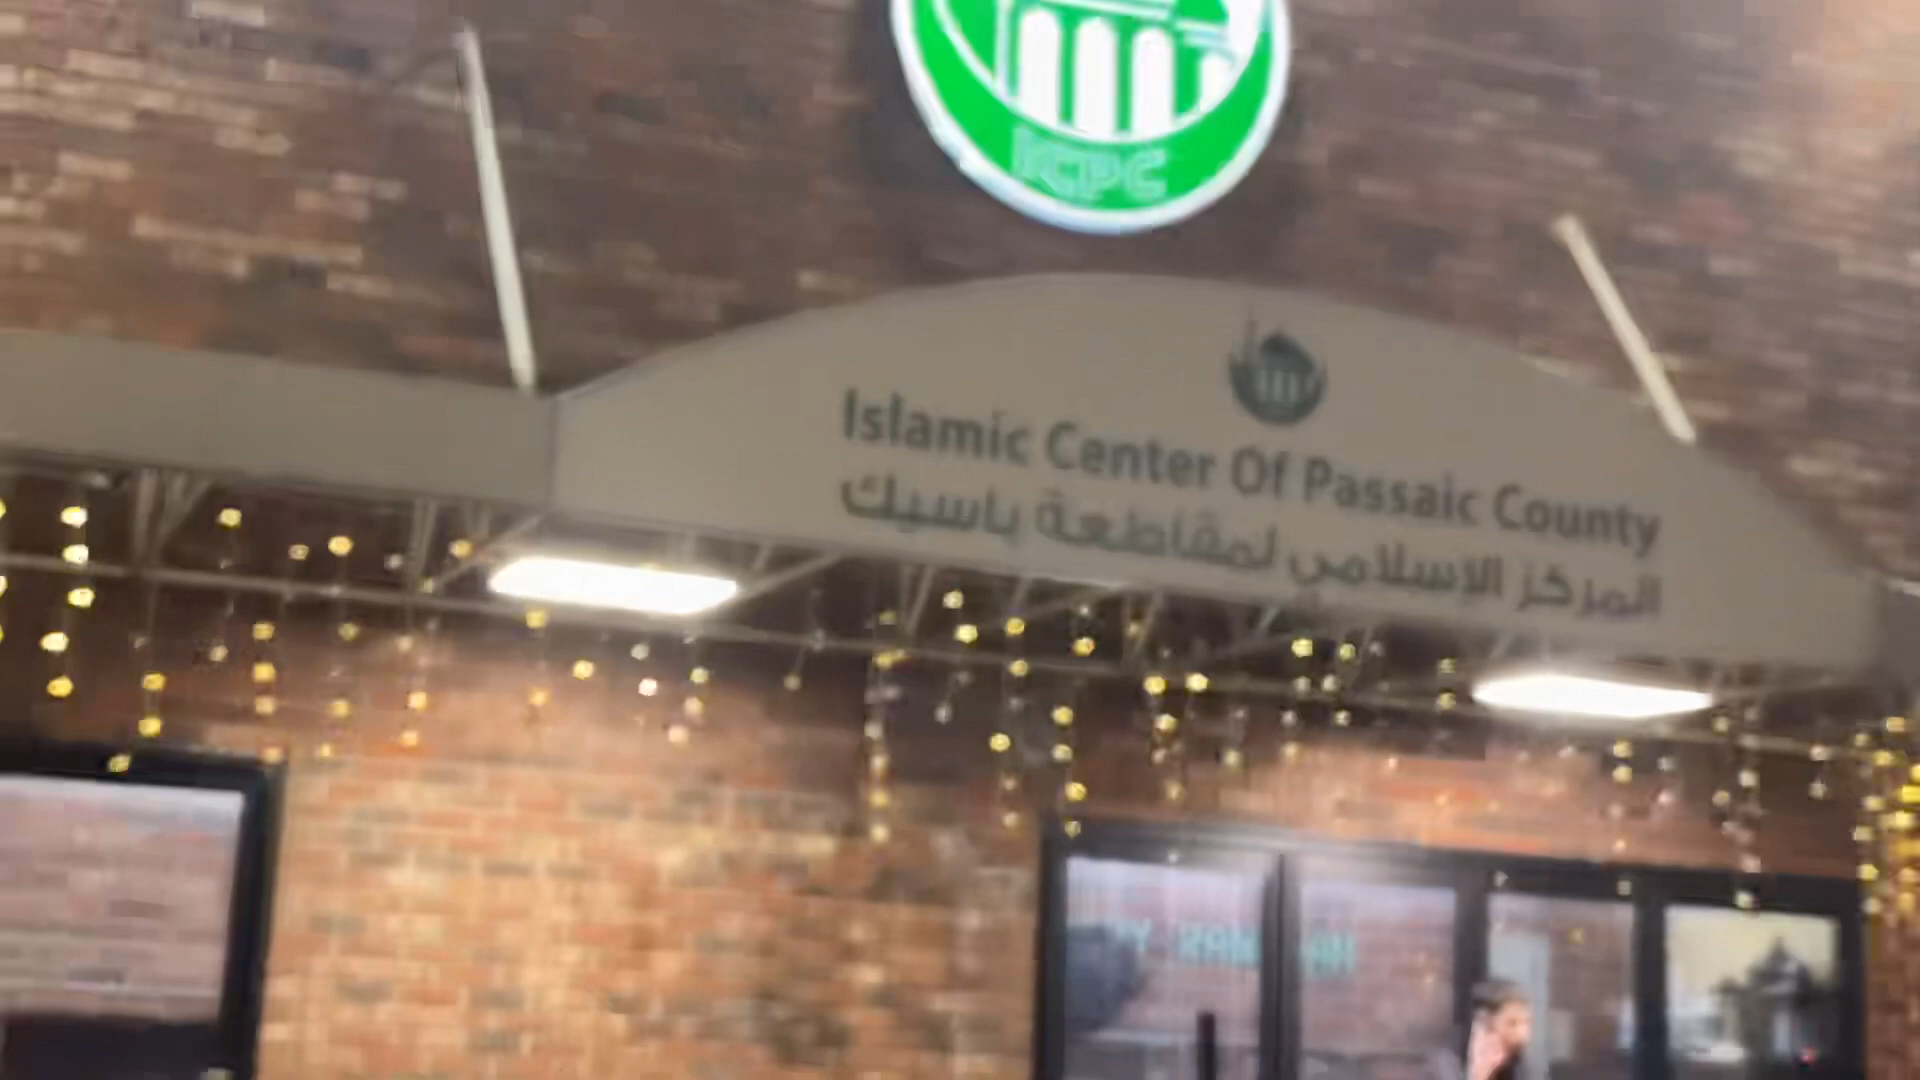 ICPC
Islamic Center Of Passaic County
المركز الإسلامي لمقاطعة باسيك